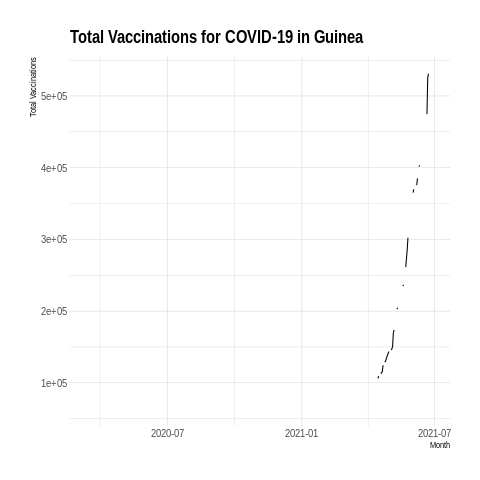 Total Vaccinations for COVID-19 in Guinea
Total Vaccinations
5e+05
4e+05
3e+05
2e+05
1e+05
2020-07
2021-01
2021-07
Month